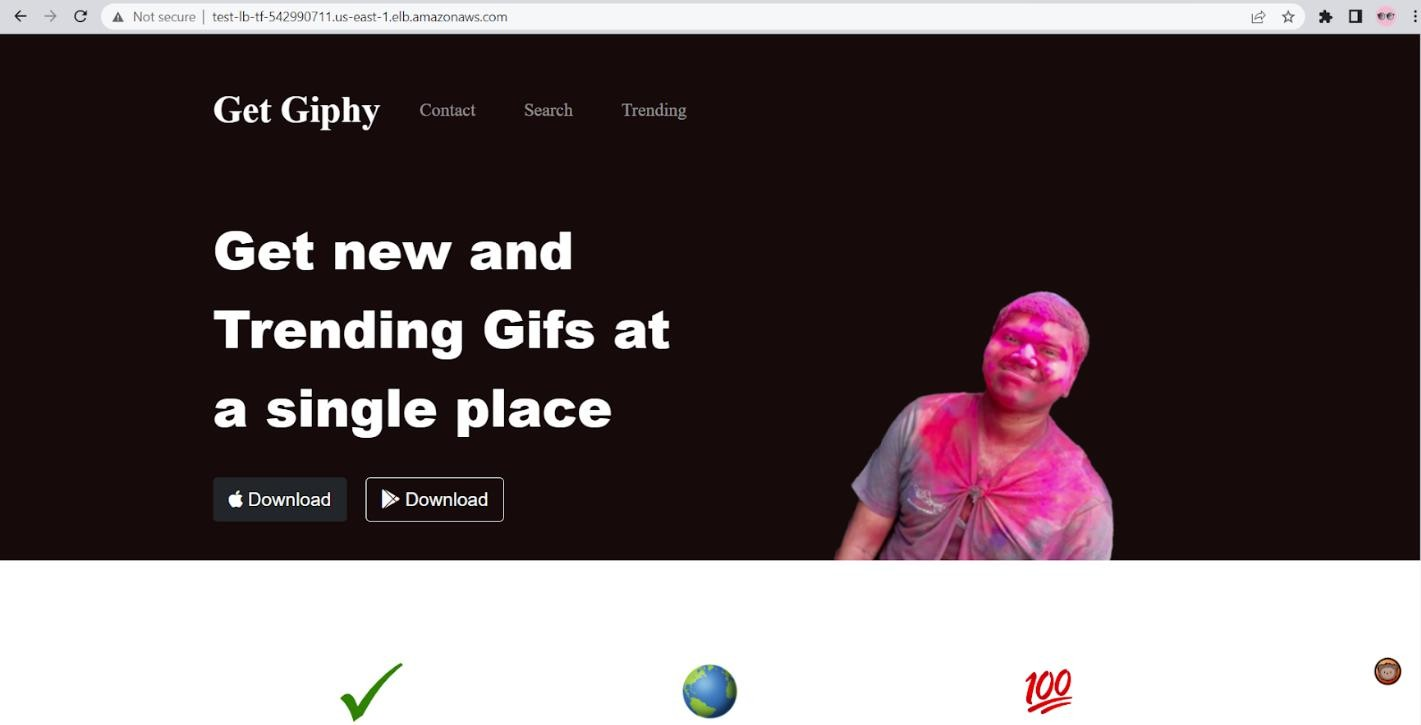 Not secure | test-lb-tf-542990711.us-east-1.elb.amazonaws.com
Get Giphy Contact Search Trending
Get new and
Trending Gifs at
a single place
Download Download
100